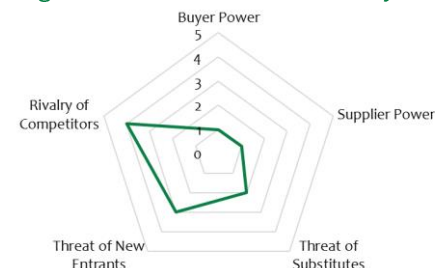 Buyer Power
5
4
3
2
1
0
Rivalry of
Competitors
Supplier Power
Threat of New
Entrants
Threat of
Substitutes